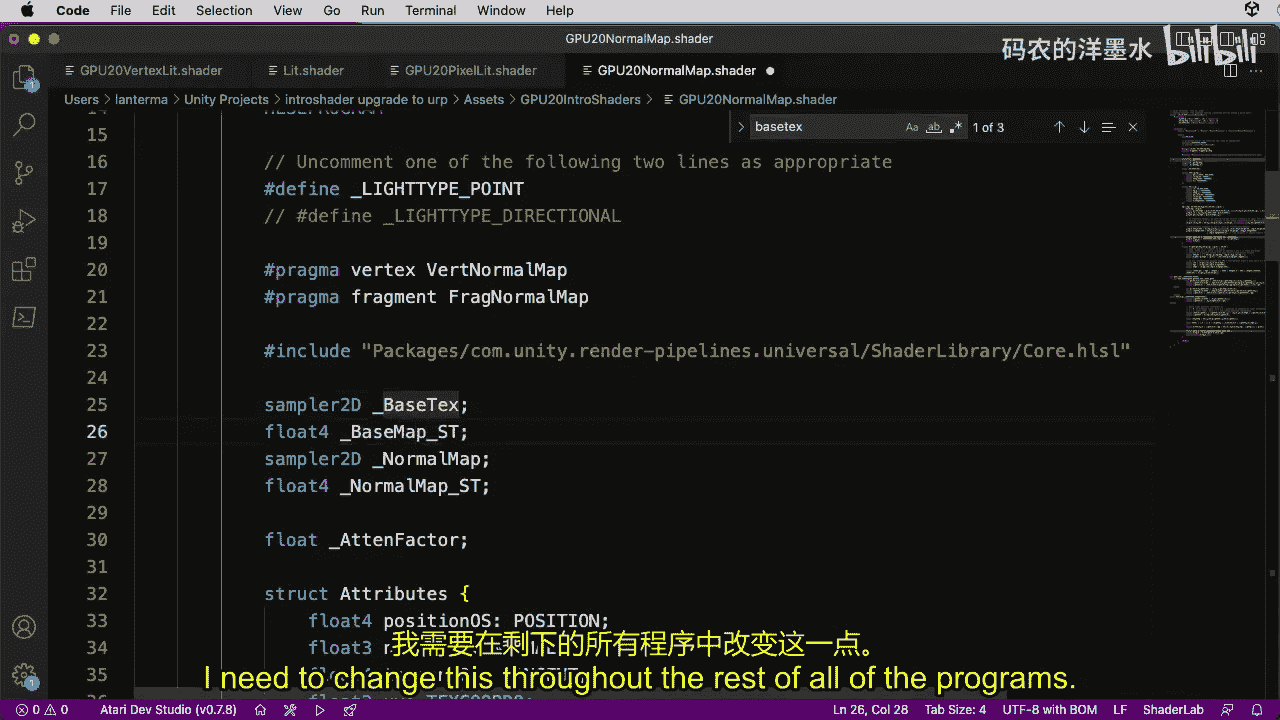 Code File Edit Selection View Go Run Terminal Window Help
GPU20NormalMap.shader
码农的洋墨水 bilibili
GPU20VertexLit.shader Lit.shader GPU20PixelLit.shader GPU20NormalMap.shader
Users > lanterma > Unity Projects > introshader upgrade to urp > Assets > GPU20IntroShaders > GPU20NormalMap.shader
basetex Aa ab 1 of 3
15
16 // Uncomment one of the following two lines as appropriate
17 #define _LIGHTTYPE_POINT
18 // #define _LIGHTTYPE_DIRECTIONAL
19
20 #pragma vertex VertNormalMap
21 #pragma fragment FragNormalMap
22
23 #include "Packages/com.unity.render-pipelines.universal/ShaderLibrary/Core.hlsl"
24
25 sampler2D _BaseTex;
26 float4 _BaseMap_ST;
27 sampler2D _NormalMap;
28 float4 _NormalMap_ST;
29
30 float _AttenFactor;
31
32 struct Attributes {
33 float4 positionOS: POSITION;
34 float3
35
我需要在剩下的所有程序中改变这一点。
I need to change this throughout the rest of all of the programs.
0 0 Atari Dev Studio (v0.7.8) Ln 26, Col 28 Tab Size: 4 UTF-8 with BOM LF ShaderLab